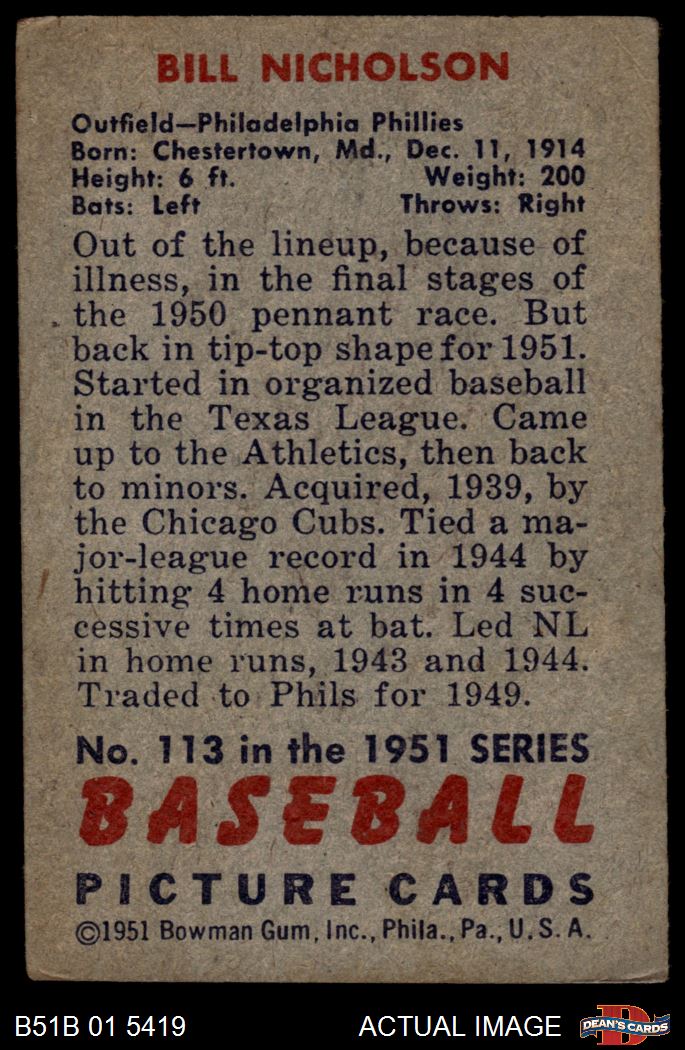 BILL NICHOLSON
Outfield—Philadelphia Phillies
Born: Chestertown, Md., Dec. 11, 1914
Height: 6 ft. Weight: 200
Bats: Left Throws: Right
Out of the lineup, because of
illness, in the final stages of
the 1950 pennant race. But
back in tip-top shape for 1951.
Started in organized baseball
in the Texas League. Came
up to the Athletics, then back
to minors. Acquired, 1939, by
the Chicago Cubs. Tied a ma-
jor-league record in 1944 by
hitting 4 home runs in 4 suc-
cessive times at bat. Led NL
in home runs, 1943 and 1944.
Traded to Phils for 1949.
No. 113 in the 1951 SERIES
BASEBALL
PICTURE CARDS
©1951 Bowman Gum, Inc., Phila., Pa., U.S.A.
B51B 01 5419 ACTUAL IMAGE D DEAN'S CARDS